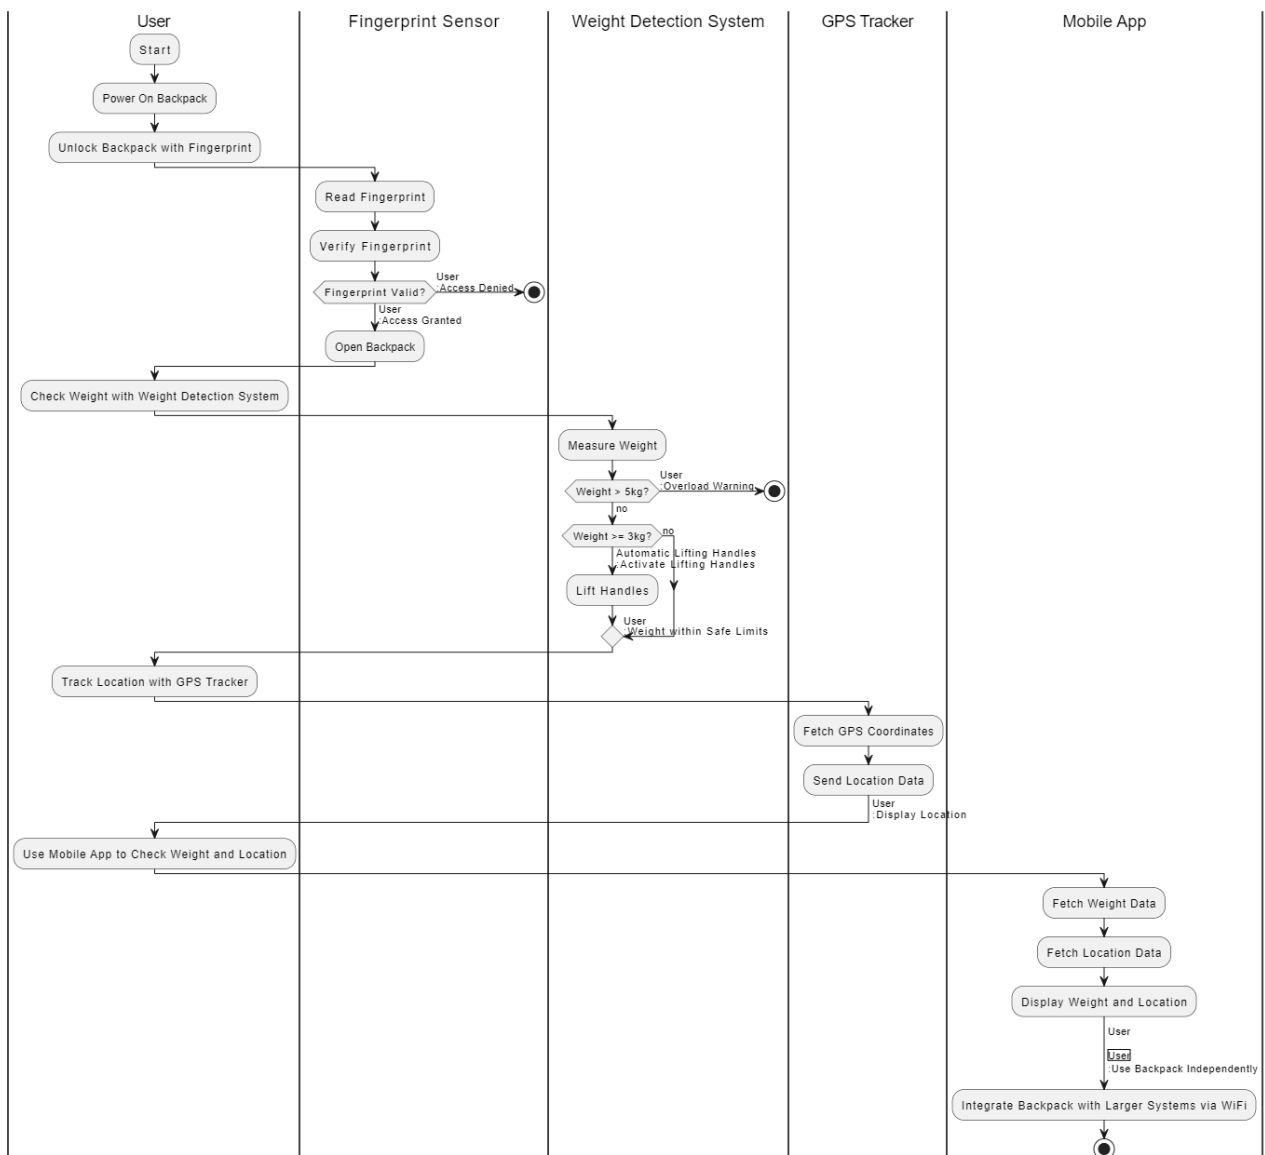 User
Fingerprint Sensor
Weight Detection System
GPS Tracker
Mobile App
Start
Power On Backpack
Unlock Backpack with Fingerprint
Read Fingerprint
Verify Fingerprint
Fingerprint Valid?
User
:Access Denied
User
:Access Granted
Open Backpack
Check Weight with Weight Detection System
Measure Weight
Weight > 5kg?
User
:Overload Warning
no
Weight >= 3kg?
no
Automatic Lifting Handles
:Activate Lifting Handles
Lift Handles
User
:Weight within Safe Limits
Track Location with GPS Tracker
Fetch GPS Coordinates
Send Location Data
User
:Display Location
Use Mobile App to Check Weight and Location
Fetch Weight Data
Fetch Location Data
Display Weight and Location
User
User
:Use Backpack Independently
Integrate Backpack with Larger Systems via WiFi